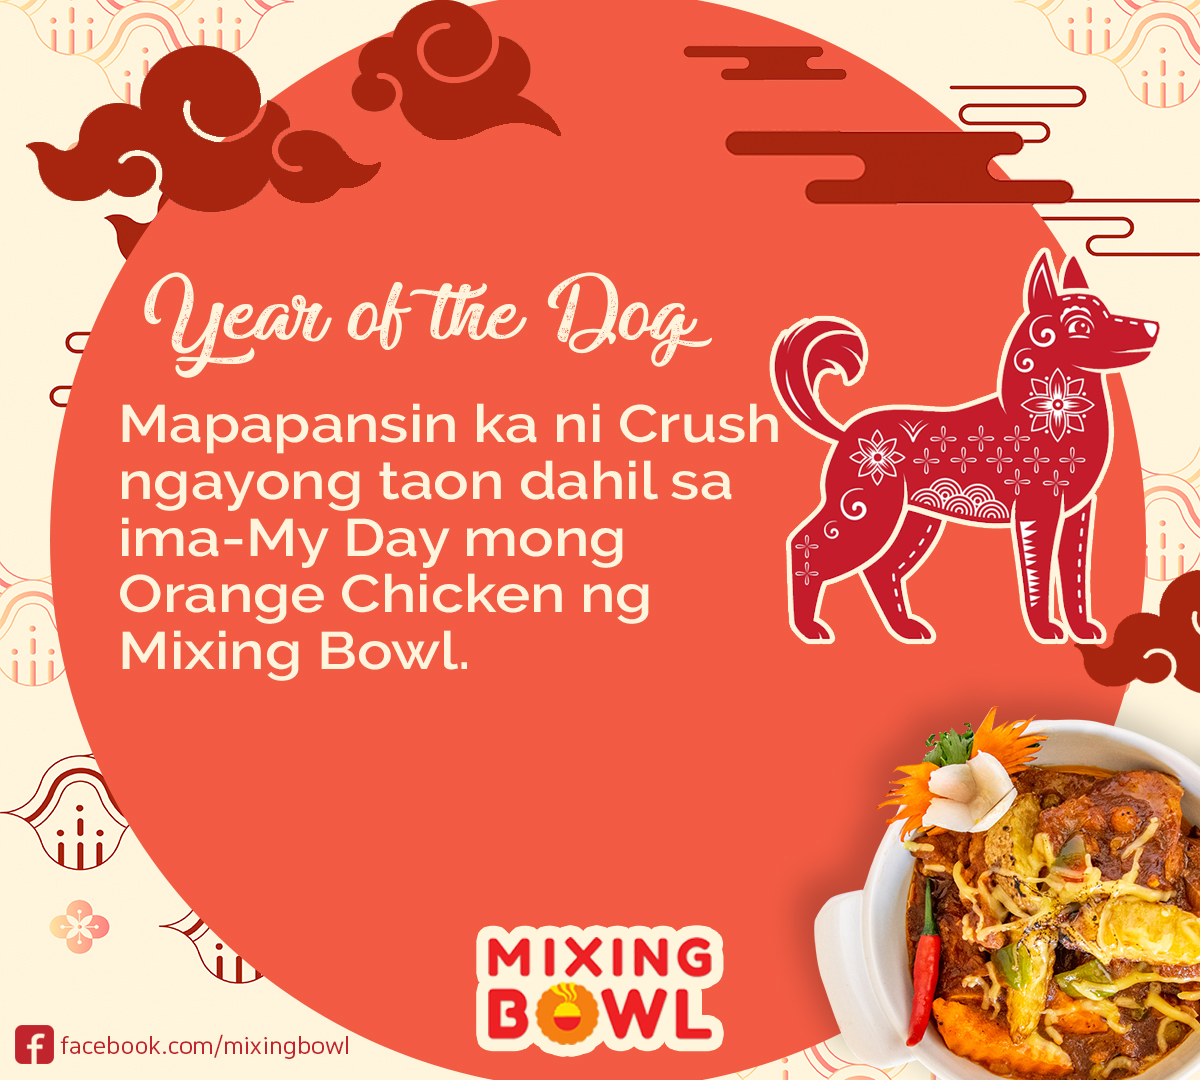 Year of the Dog
Mapapansin ka ni Crush
ngayong taon dahil sa
ima-My Day mong
Orange Chicken ng
Mixing Bowl.
MIXING
BOWL
facebook.com/mixingbowl